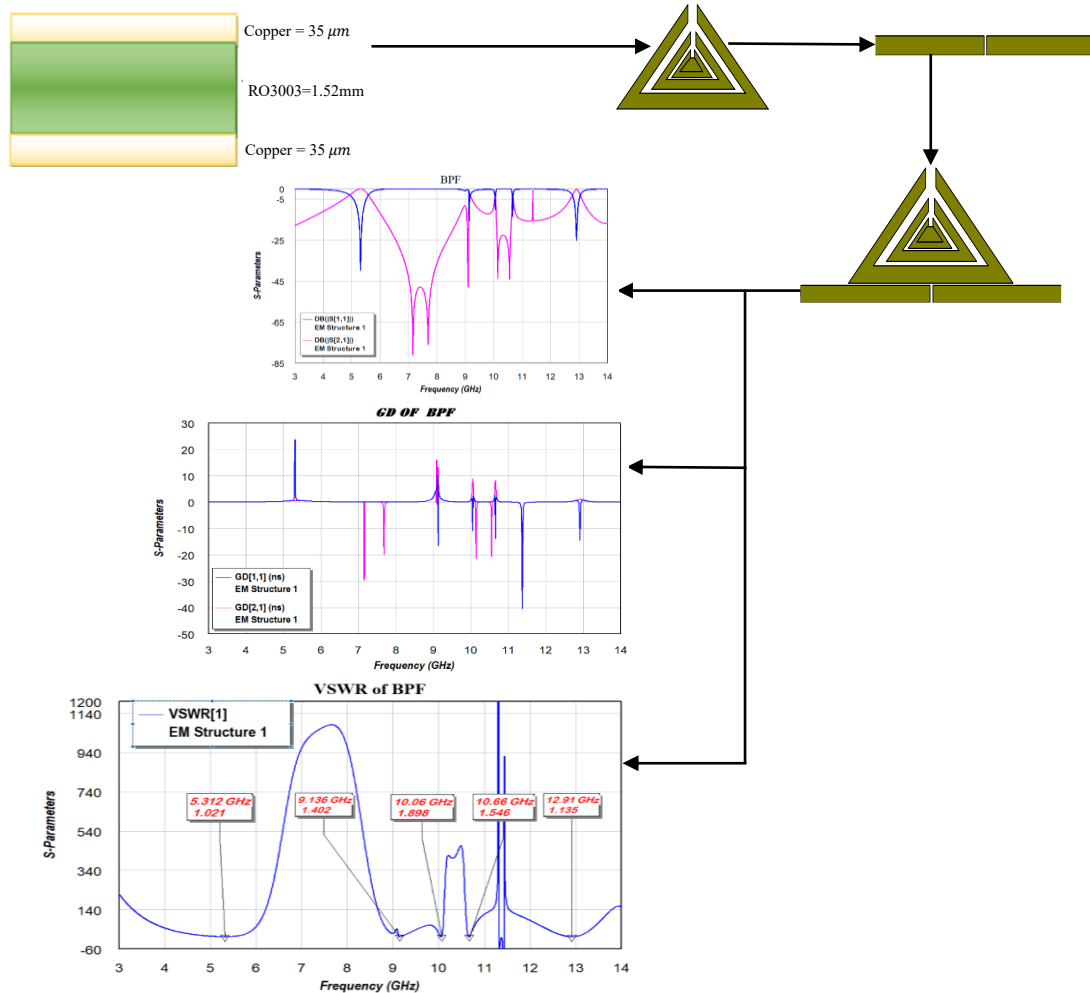 Copper = 35 μm
RO3003=1.52mm
Copper = 35 μm
BPF
0
-5
-25
-45
-65
-85
S-Parameters
DB(|S[1,1]|)
EM Structure 1
DB(|S[2,1]|)
EM Structure 1
3 4 5 6 7 8 9 10 11 12 13 14
Frequency (GHz)
GD OF BPF
30
20
10
0
-10
-20
-30
-40
-50
S-Parameters
GD[1,1] (ns)
EM Structure 1
GD[2,1] (ns)
EM Structure 1
3 4 5 6 7 8 9 10 11 12 13 14
Frequency (GHz)
VSWR of BPF
1200
1140
940
740
540
340
140
-60
S-Parameters
VSWR[1]
EM Structure 1
5.312 GHz
1.021
9.136 GHz
1.402
10.06 GHz
1.898
10.66 GHz
1.546
12.91 GHz
1.135
3 4 5 6 7 8 9 10 11 12 13 14
Frequency (GHz)